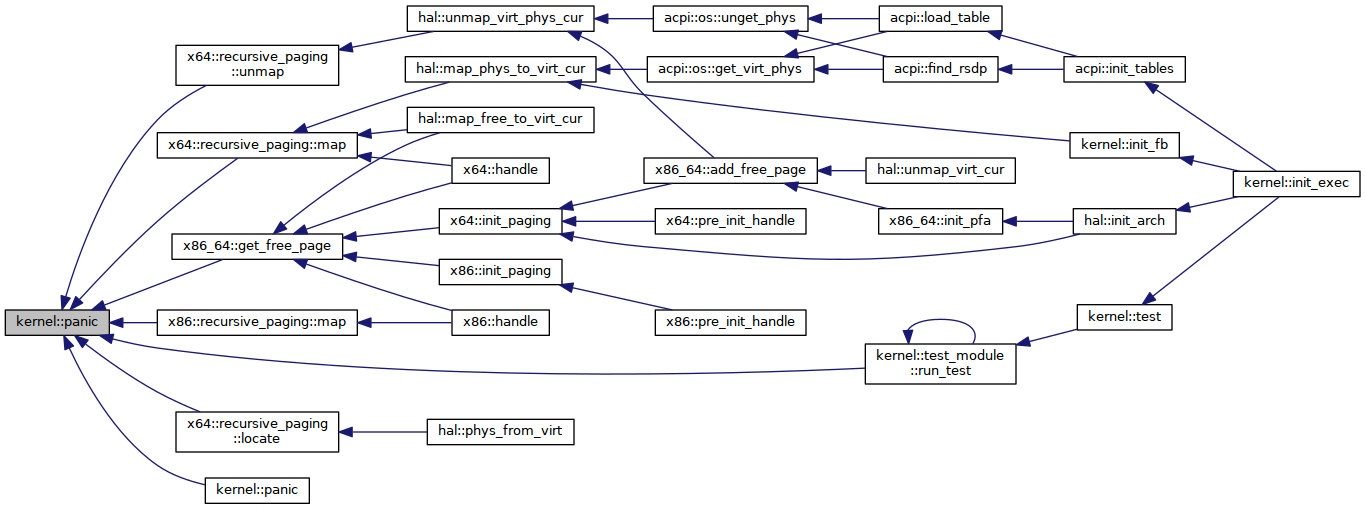 hal::unmap_virt_phys_cur
acpi::os::unget_phys
acpi::load_table
x64::recursive_paging
::unmap
hal::map_phys_to_virt_cur
acpi::os::get_virt_phys
acpi::find_rsdp
acpi::init_tables
hal::map_free_to_virt_cur
x64::recursive_paging::map
kernel::init_fb
x64::handle
x86_64::add_free_page
hal::unmap_virt_cur
kernel::init_exec
x64::init_paging
x64::pre_init_handle
x86_64::init_pfa
hal::init_arch
x86_64::get_free_page
x86::init_paging
kernel::panic
x86::recursive_paging::map
x86::handle
x86::pre_init_handle
kernel::test
kernel::test_module
::run_test
x64::recursive_paging
::locate
hal::phys_from_virt
kernel::panic